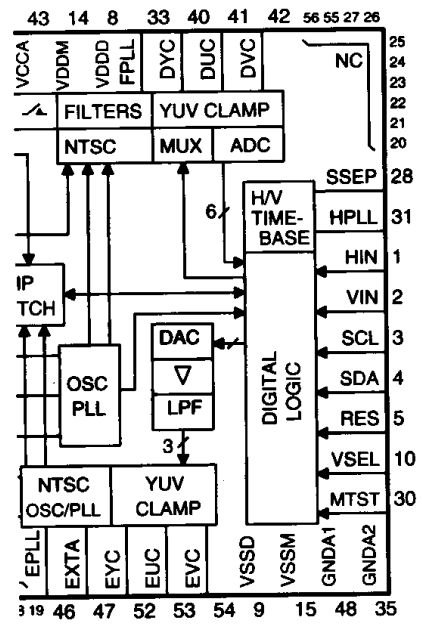 43 14 8 33 40 41 42 56 55 27 26
VCCA VDDM VDDD FPLL DYC DUC DVC
NC
25
24
23
22
21
20
FILTERS YUV CLAMP
NTSC MUX ADC
6
H/V
TIME-
BASE
SSEP 28
HPLL 31
HIN 1
VIN 2
SCL 3
SDA 4
RES 5
VSEL 10
MTST 30
IP
TCH
DAC
∇
LPF
3
OSC
PLL
DIGITAL
LOGIC
NTSC
OSC/PLL
YUV
CLAMP
EPLL EXTA EYC EUC EVC VSSD VSSM GNDA1 GNDA2
19 46 47 52 53 54 9 15 48 35